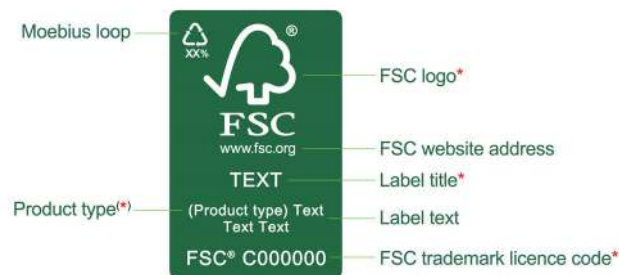 Moebius loop
XX%
®
FSC logo*
FSC
www.fsc.org
FSC website address
TEXT
Label title*
Product type(*)
(Product type) Text
Text Text
Label text
FSC® C000000
FSC trademark licence code*